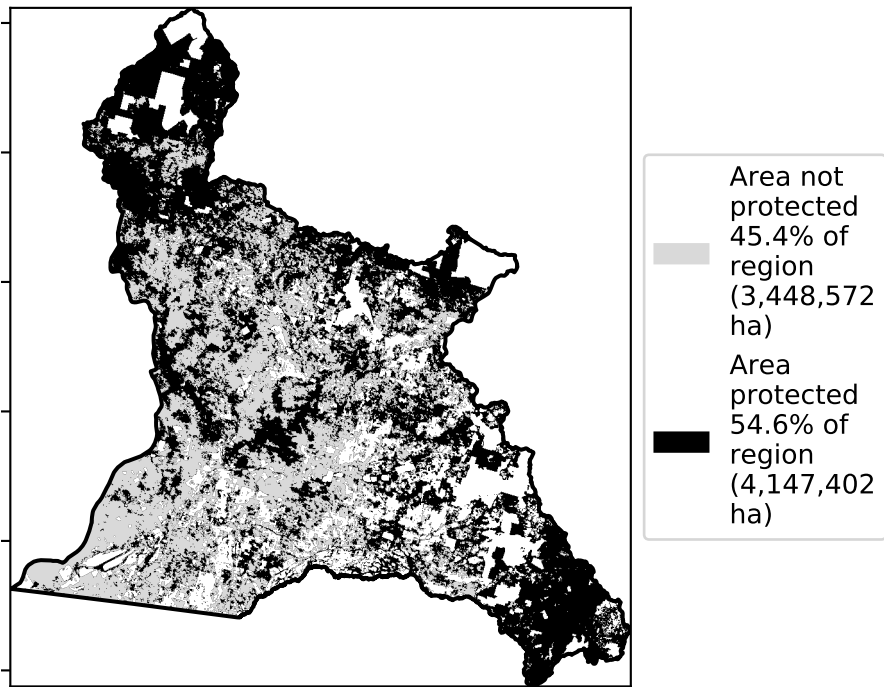 Area not
protected
45.4% of
region
(3,448,572
ha)
Area
protected
54.6% of
region
(4,147,402
ha)